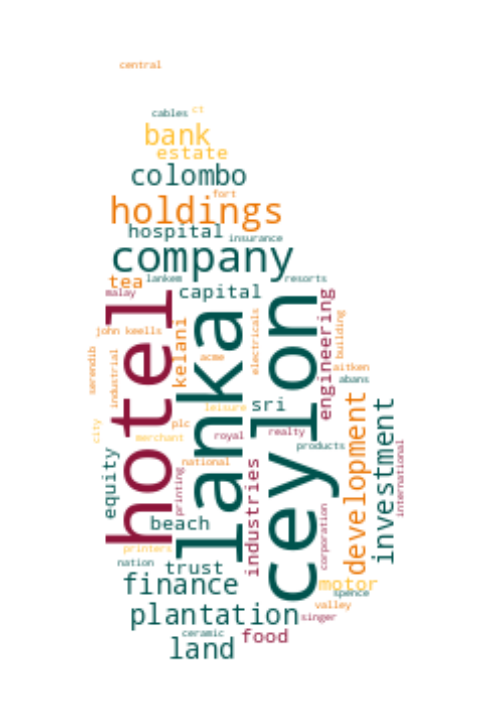 central
cables
ct
bank
estate
colombo
fort
holdings
hospital
insurance
company
tea
lankem
resorts
malay
capital
hotel
lanka
ceylon
engineering
john keells
kelani
electricals
building
serendib
industrial
acme
aitken
abans
leisure
sri
city
plc
merchant
royal
realty
products
development
investment
international
equity
national
printing
industries
corporation
beach
printers
nation
trust
finance
motor
spence
plantation
valley
singer
ceramic
food
land